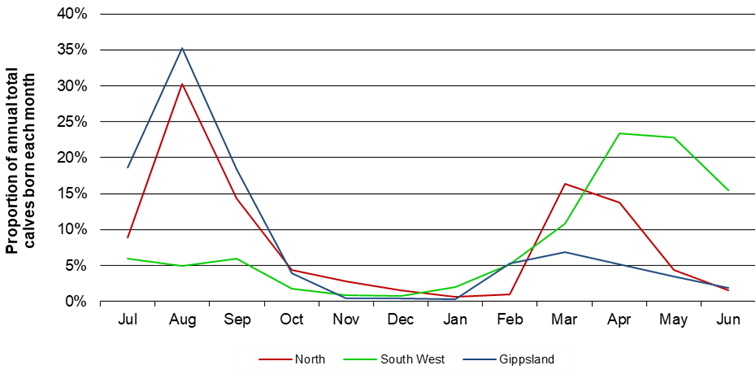 Proportion of annual total
calves born each month
40%
35%
30%
25%
20%
15%
10%
5%
0%
Jul Aug Sep Oct Nov Dec Jan Feb Mar Apr May Jun
North South West Gippsland